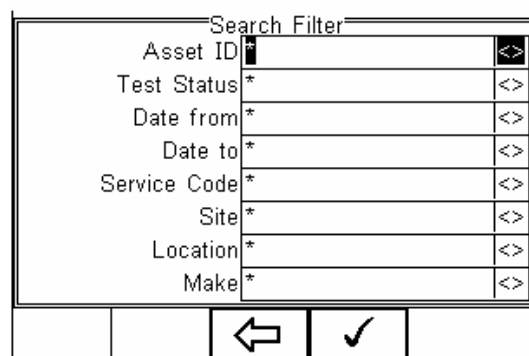 Search Filter
Asset ID * <>
Test Status * <>
Date from * <>
Date to * <>
Service Code * <>
Site * <>
Location * <>
Make * <>